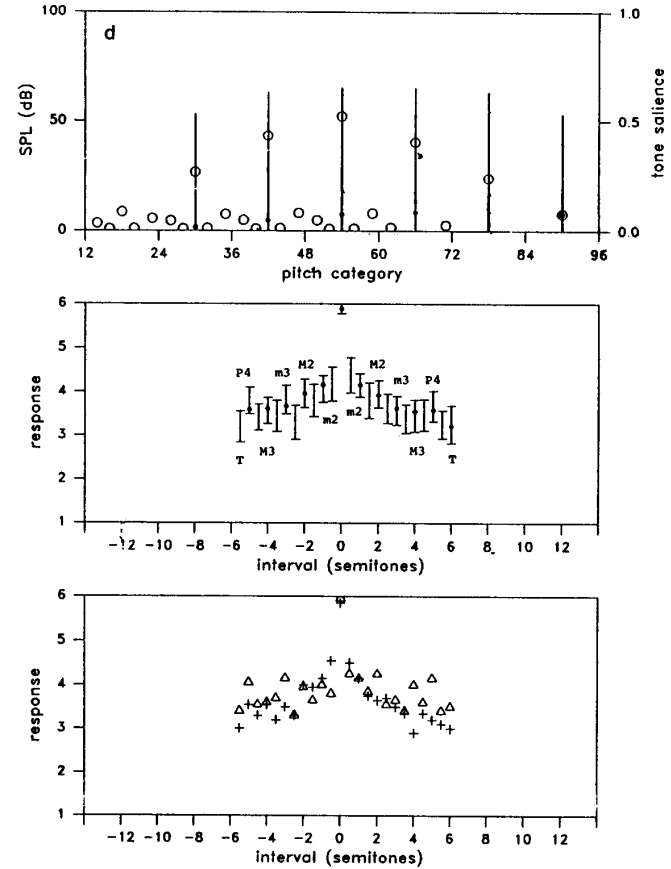 d
100
50
0
SPL (dB)
1.0
0.5
0.0
tone salience
12 24 36 48 60 72 84 96
pitch category
6
5
4
3
2
1
response
P4 m3 M2 M2 m3 P4
m2 m2
T M3 M3 T
-12 -10 -8 -6 -4 -2 0 2 4 6 8 10 12
interval (semitones)
6
5
4
3
2
1
response
-12 -10 -8 -6 -4 -2 0 2 4 6 8 10 12
interval (semitones)